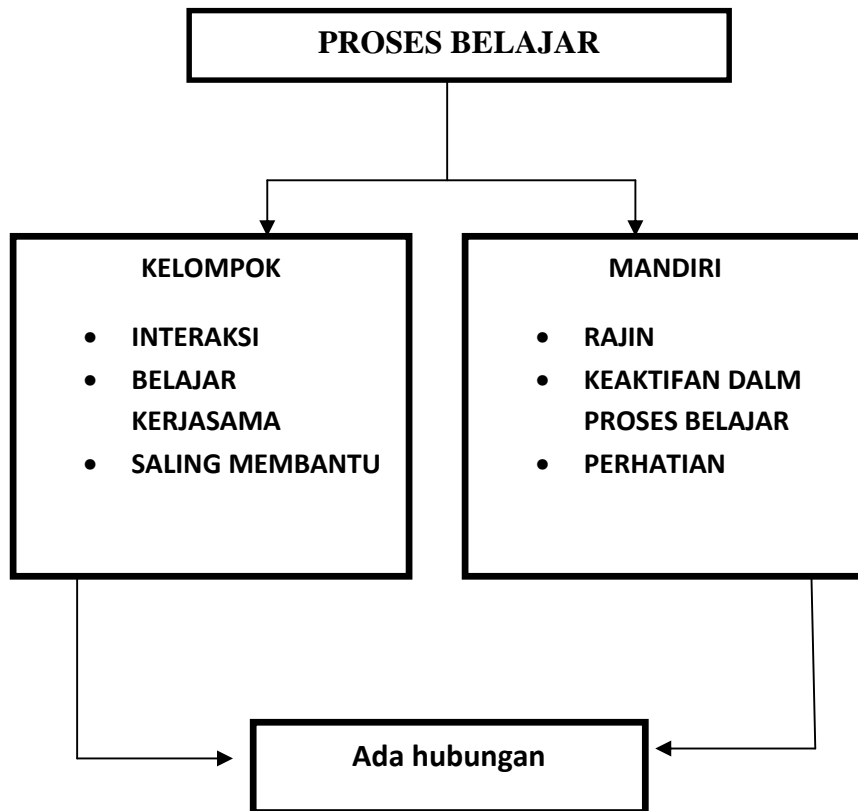 PROSES BELAJAR
KELOMPOK
• INTERAKSI
• BELAJAR
KERJASAMA
• SALING MEMBANTU
MANDIRI
• RAJIN
• KEAKTIFAN DALM
PROSES BELAJAR
• PERHATIAN
Ada hubungan